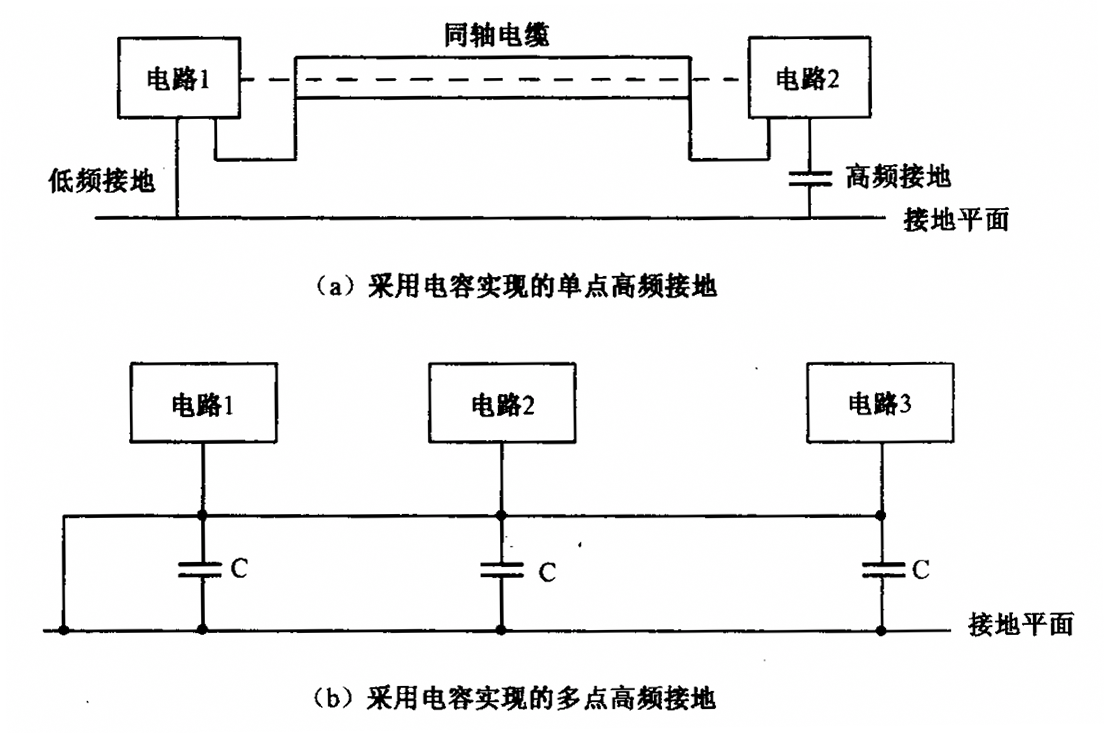 同轴电缆
电路1
电路2
低频接地
高频接地
接地平面
（a）采用电容实现的单点高频接地
电路1
电路2
电路3
C
C
C
接地平面
（b）采用电容实现的多点高频接地